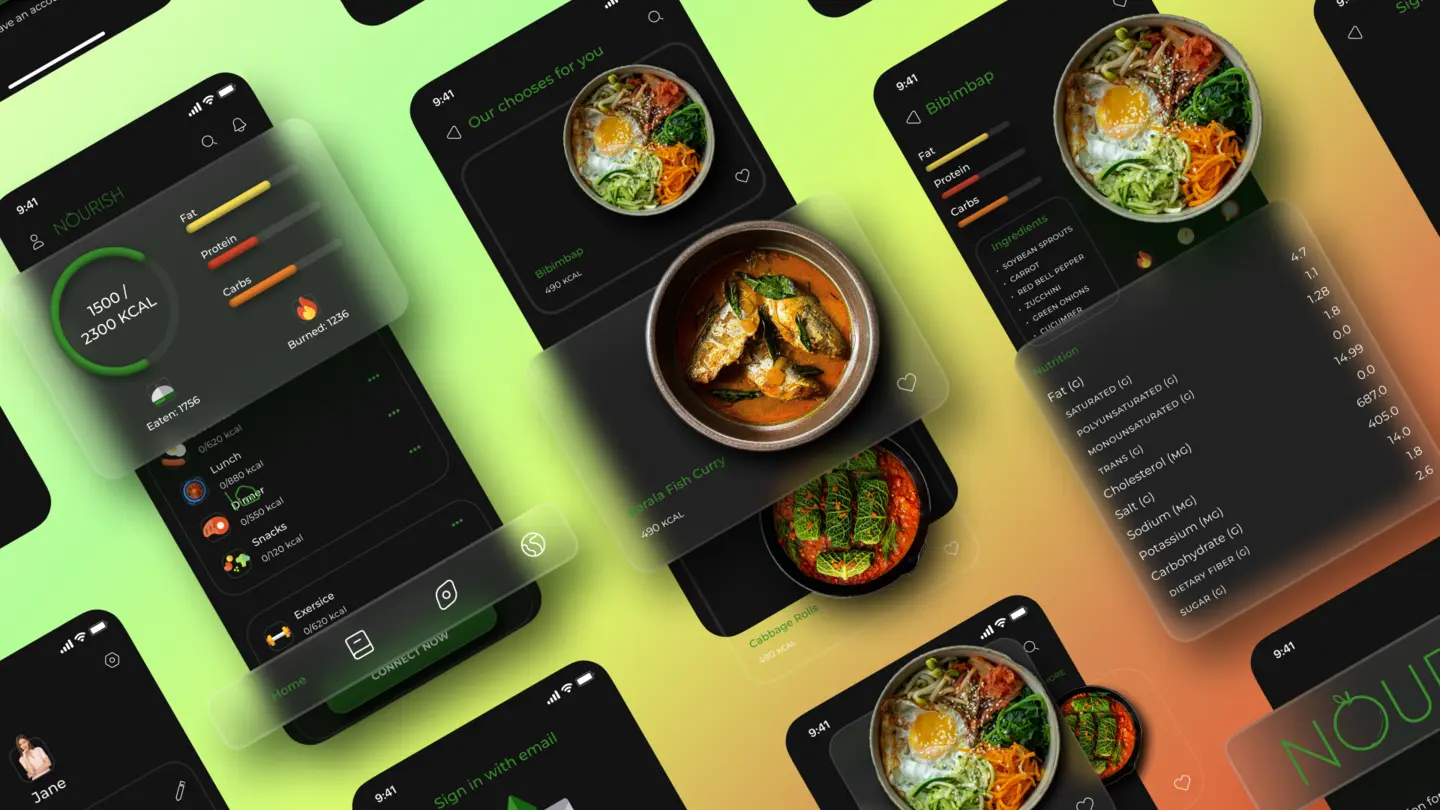 ave an accou
9:41
NOURISH
1500 /
2300 KCAL
Fat
Protein
Carbs
Eaten: 1756
Burned: 1236
0/620 kcal
Lunch
0/880 kcal
Dinner
0/550 kcal
Snacks
0/120 kcal
Exersice
0/620 kcal
CONNECT NOW
Home
9:41
Our chooses for you
Bibimbap
490 KCAL
Kerala Fish Curry
490 KCAL
Cabbage Rolls
490 KCAL
9:41
Bibimbap
Fat
Protein
Carbs
Ingredients
• SOYBEAN SPROUTS
• CARROT
• RED BELL PEPPER
ZUCCHINI
• GREEN ONIONS
• CUCUMBER
Nutrition
Fat (G) 4.7
SATURATED (G) 1.1
POLYUNSATURATED (G) 1.28
MONOUNSATURATED (G) 1.8
TRANS (G) 0.0
Cholesterol (MG) 14.99
Salt (G) 0.0
Sodium (MG) 687.0
Potassium (MG) 405.0
Carbohydrate (G) 14.0
DIETARY FIBER (G) 1.8
SUGAR (G) 2.6
Jane
9:41
Sign in with email
9:41
9:41
NOUR